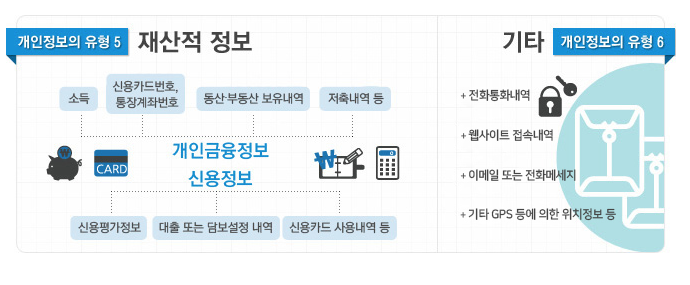 개인정보의 유형 5
재산적 정보
소득
신용카드번호,
통장계좌번호
동산·부동산 보유내역
저축내역 등
개인금융정보
신용정보
CARD
신용평가정보
대출 또는 담보설정 내역
신용카드 사용내역 등
기타
개인정보의 유형 6
+ 전화통화내역
+ 웹사이트 접속내역
+ 이메일 또는 전화메세지
+ 기타 GPS 등에 의한 위치정보 등